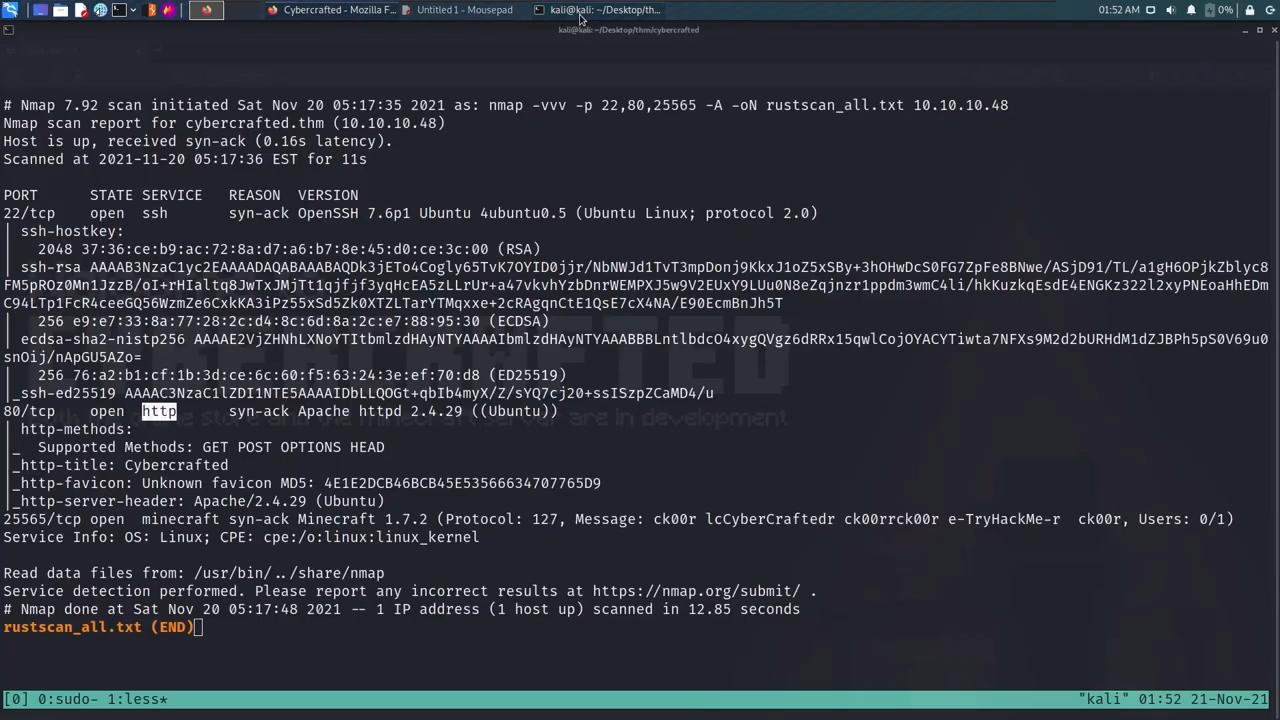 Cybercrafted - Mozilla F...
Untitled 1 - Mousepad
kali@kali: ~/Desktop/th...
01:52 AM
0%
kali@kali: ~/Desktop/thm/cybercrafted
# Nmap 7.92 scan initiated Sat Nov 20 05:17:35 2021 as: nmap -vvv -p 22,80,25565 -A -oN rustscan_all.txt 10.10.10.48
Nmap scan report for cybercrafted.thm (10.10.10.48)
Host is up, received syn-ack (0.16s latency).
Scanned at 2021-11-20 05:17:36 EST for 11s
PORT STATE SERVICE REASON VERSION
22/tcp open ssh syn-ack OpenSSH 7.6p1 Ubuntu 4ubuntu0.5 (Ubuntu Linux; protocol 2.0)
| ssh-hostkey:
| 2048 37:36:ce:b9:ac:72:8a:d7:a6:b7:8e:45:d0:ce:3c:00 (RSA)
| ssh-rsa AAAAB3NzaC1yc2EAAAADAQABAAABAQDk3jETo4Cogly65TvK7OYID0jjr/NbNWJd1TvT3mpDonj9KkxJ1oZ5xSBy+3hOHwDcS0FG7ZpFe8BNwe/ASjD91/TL/a1gH6OPjkZblyc8
FM5pROz0Mn1JzzB/oI+rHIaltq8JwTxJMjTt1qjfjf3yqHcEA5zLLrUr+a47vkvhYzbDnrWEMPXJ5w9V2EUxY9LUu0N8eZqjnzr1ppdm3wmC4li/hkKuzkqEsdE4ENGKz322l2xyPNEoaHhEDm
C94LTp1FcR4ceeGQ56WzmZe6CxkKA3iPz55xSd5Zk0XTZLTarYTMqxxe+2cRAgqnCtE1QsE7cX4NA/E90EcmBnJh5T
| 256 e9:e7:33:8a:77:28:2c:d4:8c:6d:8a:2c:e7:88:95:30 (ECDSA)
| ecdsa-sha2-nistp256 AAAAE2VjZHNhLXNoYTItbmlzdHAyNTYAAAAIbmlzdHAyNTYAAABBBLntlbdcO4xygQVgz6dRRx15qwlCojOYACYTiwta7NFXs9M2d2bURHdM1dZJBPh5pS0V69u0
snOij/nApGU5AZo=
| 256 76:a2:b1:cf:1b:3d:ce:6c:60:f5:63:24:3e:ef:70:d8 (ED25519)
|_ssh-ed25519 AAAAC3NzaC1lZDI1NTE5AAAAIDbLLQOGt+qbIb4myX/Z/sYQ7cj20+ssISzpZCaMD4/u
80/tcp open http syn-ack Apache httpd 2.4.29 ((Ubuntu))
| http-methods:
|_ Supported Methods: GET POST OPTIONS HEAD
|_http-title: Cybercrafted
|_http-favicon: Unknown favicon MD5: 4E1E2DCB46BCB45E53566634707765D9
|_http-server-header: Apache/2.4.29 (Ubuntu)
25565/tcp open minecraft syn-ack Minecraft 1.7.2 (Protocol: 127, Message: ck00r lcCyberCraftedr ck00rrck00r e-TryHackMe-r ck00r, Users: 0/1)
Service Info: OS: Linux; CPE: cpe:/o:linux:linux_kernel
Read data files from: /usr/bin/../share/nmap
Service detection performed. Please report any incorrect results at https://nmap.org/submit/ .
# Nmap done at Sat Nov 20 05:17:48 2021 -- 1 IP address (1 host up) scanned in 12.85 seconds
rustscan_all.txt (END)
[0] 0:sudo- 1:less* "kali" 01:52 21-Nov-21